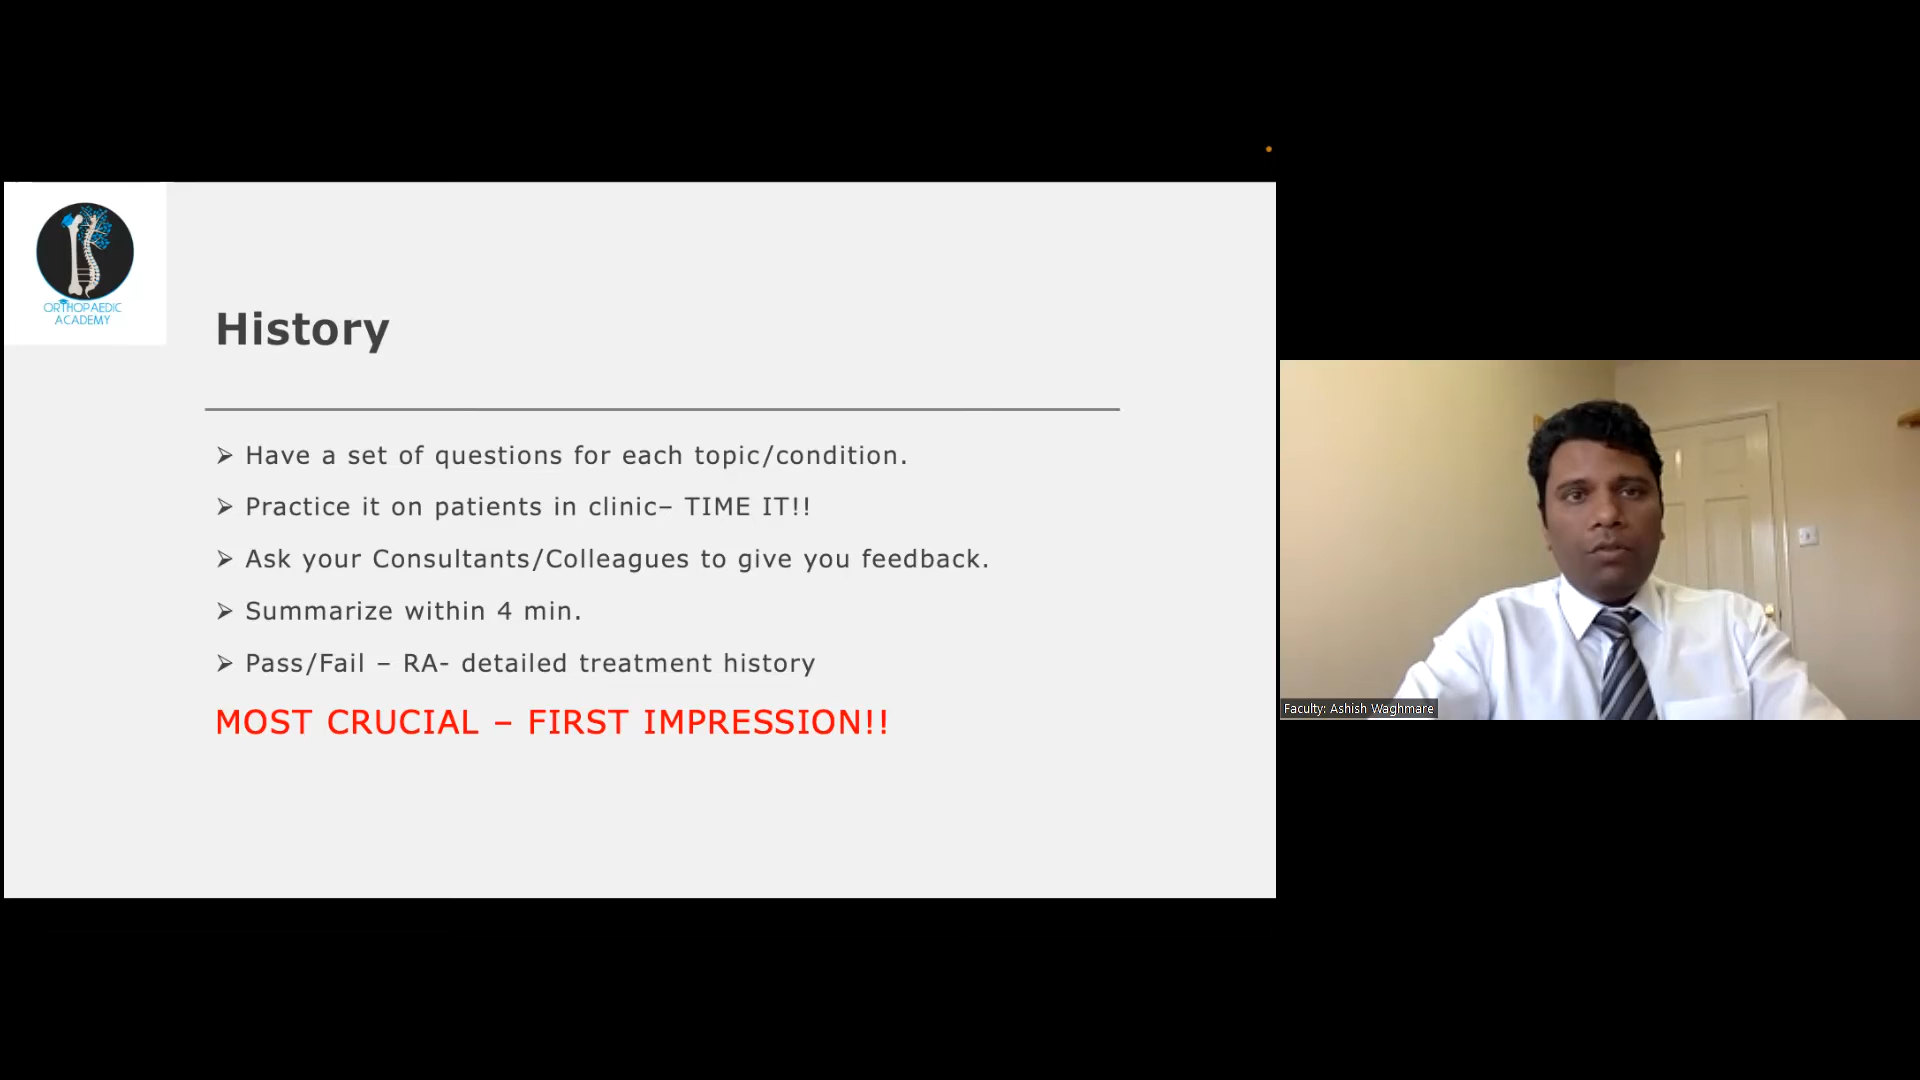 ORTHOPAEDIC
ACADEMY
History
Have a set of questions for each topic/condition.
Practice it on patients in clinic– TIME IT!!
Ask your Consultants/Colleagues to give you feedback.
Summarize within 4 min.
Pass/Fail – RA- detailed treatment history
MOST CRUCIAL – FIRST IMPRESSION!!
Faculty: Ashish Waghmare